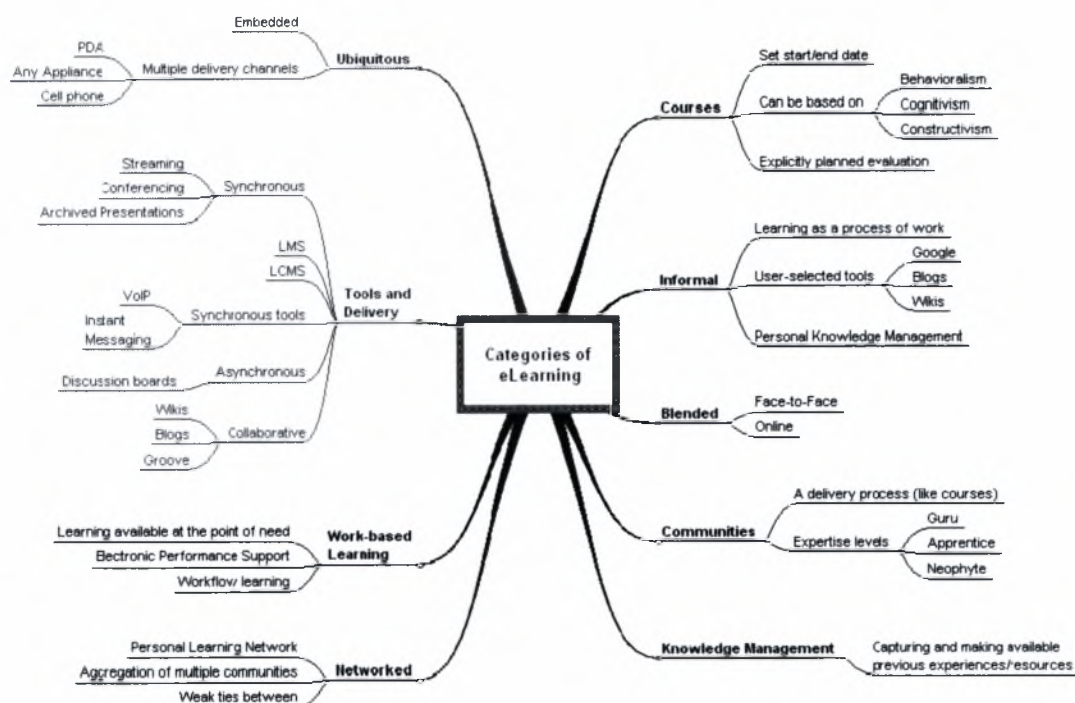 Categories of
eLearning
Ubiquitous
Embedded
Multiple delivery channels
PDA
Any Appliance
Cell phone
Tools and
Delivery
Synchronous
Streaming
Conferencing
Archived Presentations
LMS
LCMS
Synchronous tools
VoIP
Instant
Messaging
Asynchronous
Discussion boards
Collaborative
Wikis
Blogs
Groove
Work-based
Learning
Learning available at the point of need
Electronic Performance Support
Workflow learning
Networked
Personal Learning Network
Aggregation of multiple communities
Weak ties between
Courses
Set start/end date
Can be based on
Behavioralism
Cognitivism
Constructivism
Explicitly planned evaluation
Informal
Learning as a process of work
User-selected tools
Google
Blogs
Wikis
Personal Knowledge Management
Blended
Face-to-Face
Online
Communities
A delivery process (like courses)
Expertise levels
Guru
Apprentice
Neophyte
Knowledge Management
Capturing and making available
previous experiences/resources